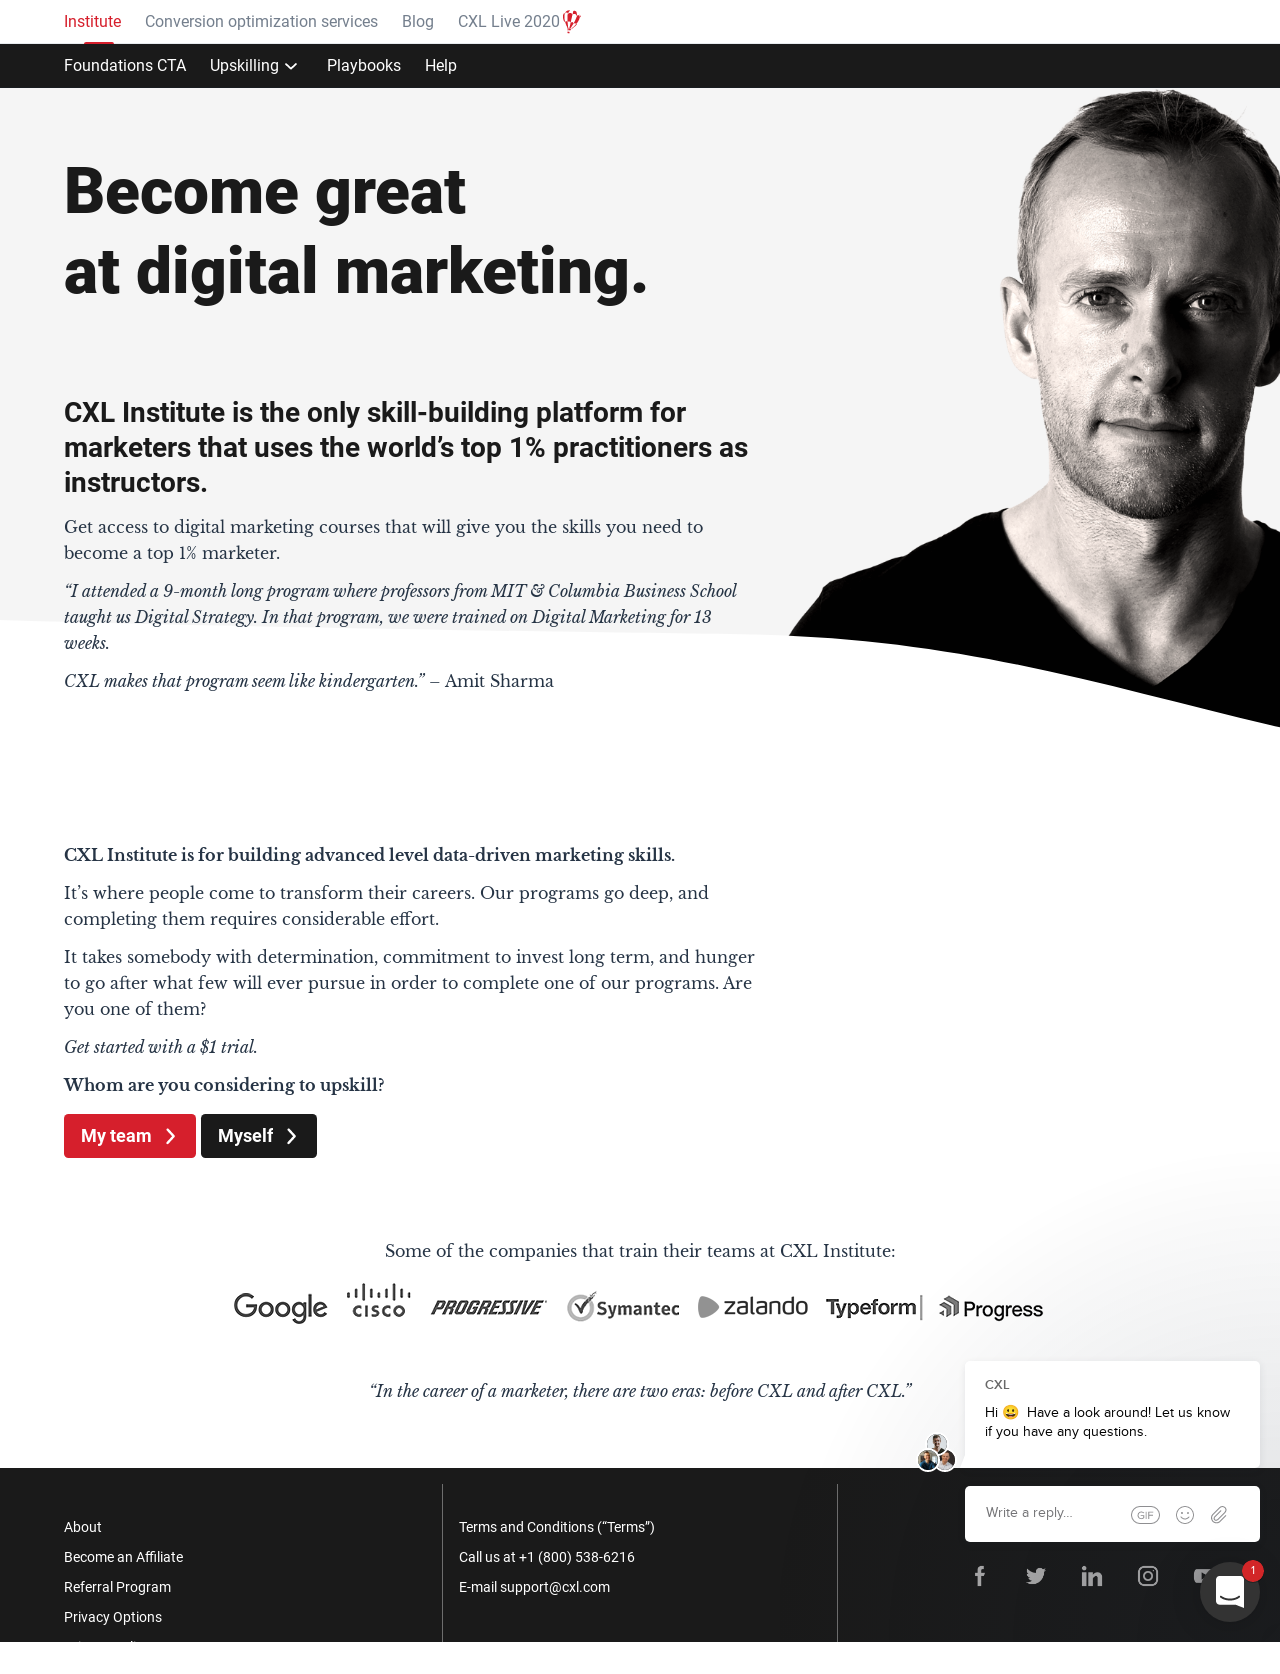 Institute Conversion optimization services Blog CXL Live 2020
Foundations CTA Upskilling Playbooks Help
Become great
at digital marketing.
CXL Institute is the only skill-building platform for
marketers that uses the world’s top 1% practitioners as
instructors.
Get access to digital marketing courses that will give you the skills you need to
become a top 1% marketer.
“I attended a 9-month long program where professors from MIT & Columbia Business School
taught us Digital Strategy. In that program, we were trained on Digital Marketing for 13
weeks.
CXL makes that program seem like kindergarten.” – Amit Sharma
CXL Institute is for building advanced level data-driven marketing skills.
It’s where people come to transform their careers. Our programs go deep, and
completing them requires considerable effort.
It takes somebody with determination, commitment to invest long term, and hunger
to go after what few will ever pursue in order to complete one of our programs. Are
you one of them?
Get started with a $1 trial.
Whom are you considering to upskill?
My team Myself
Some of the companies that train their teams at CXL Institute:
Google CISCO PROGRESSIVE Symantec zalando Typeform Progress
“In the career of a marketer, there are two eras: before CXL and after CXL.”
CXL
Hi 😀 Have a look around! Let us know
if you have any questions.
Write a reply... GIF
About
Become an Affiliate
Referral Program
Privacy Options
Terms and Conditions (“Terms”)
Call us at +1 (800) 538-6216
E-mail support@cxl.com
1